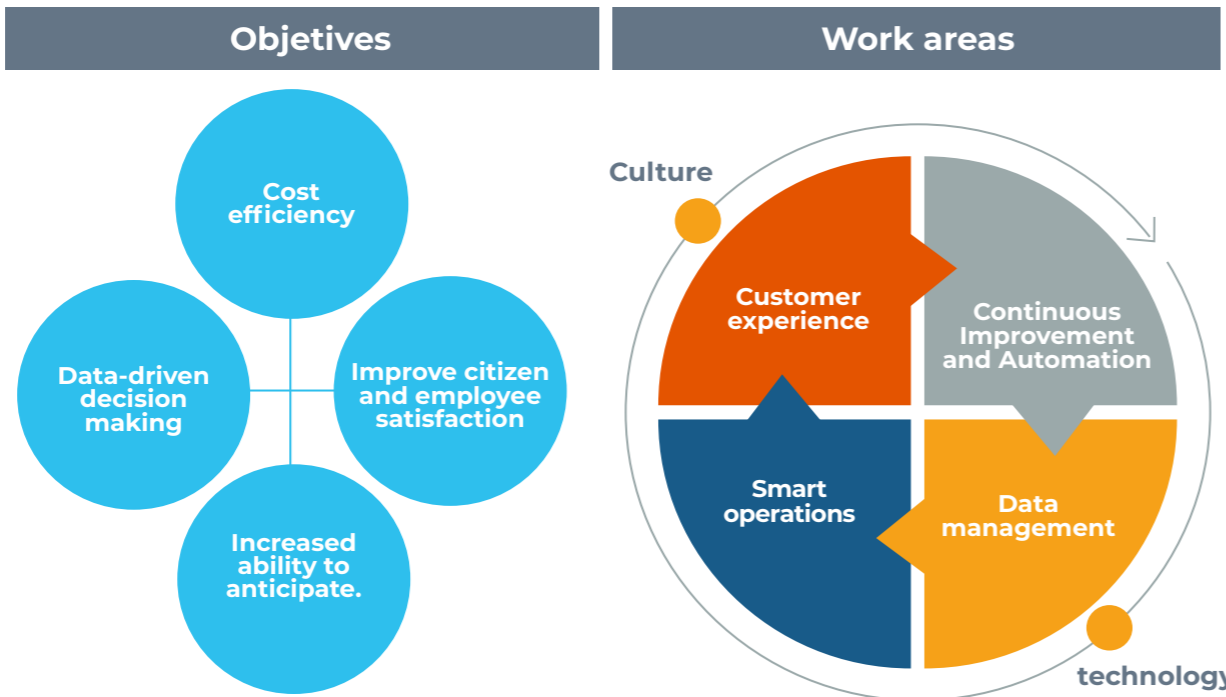 Objetives
Cost
efficiency
Data-driven
decision
making
Improve citizen
and employee
satisfaction
Increased
ability to
anticipate.
Work areas
Culture
Customer
experience
Continuous
Improvement
and Automation
Smart
operations
Data
management
technology